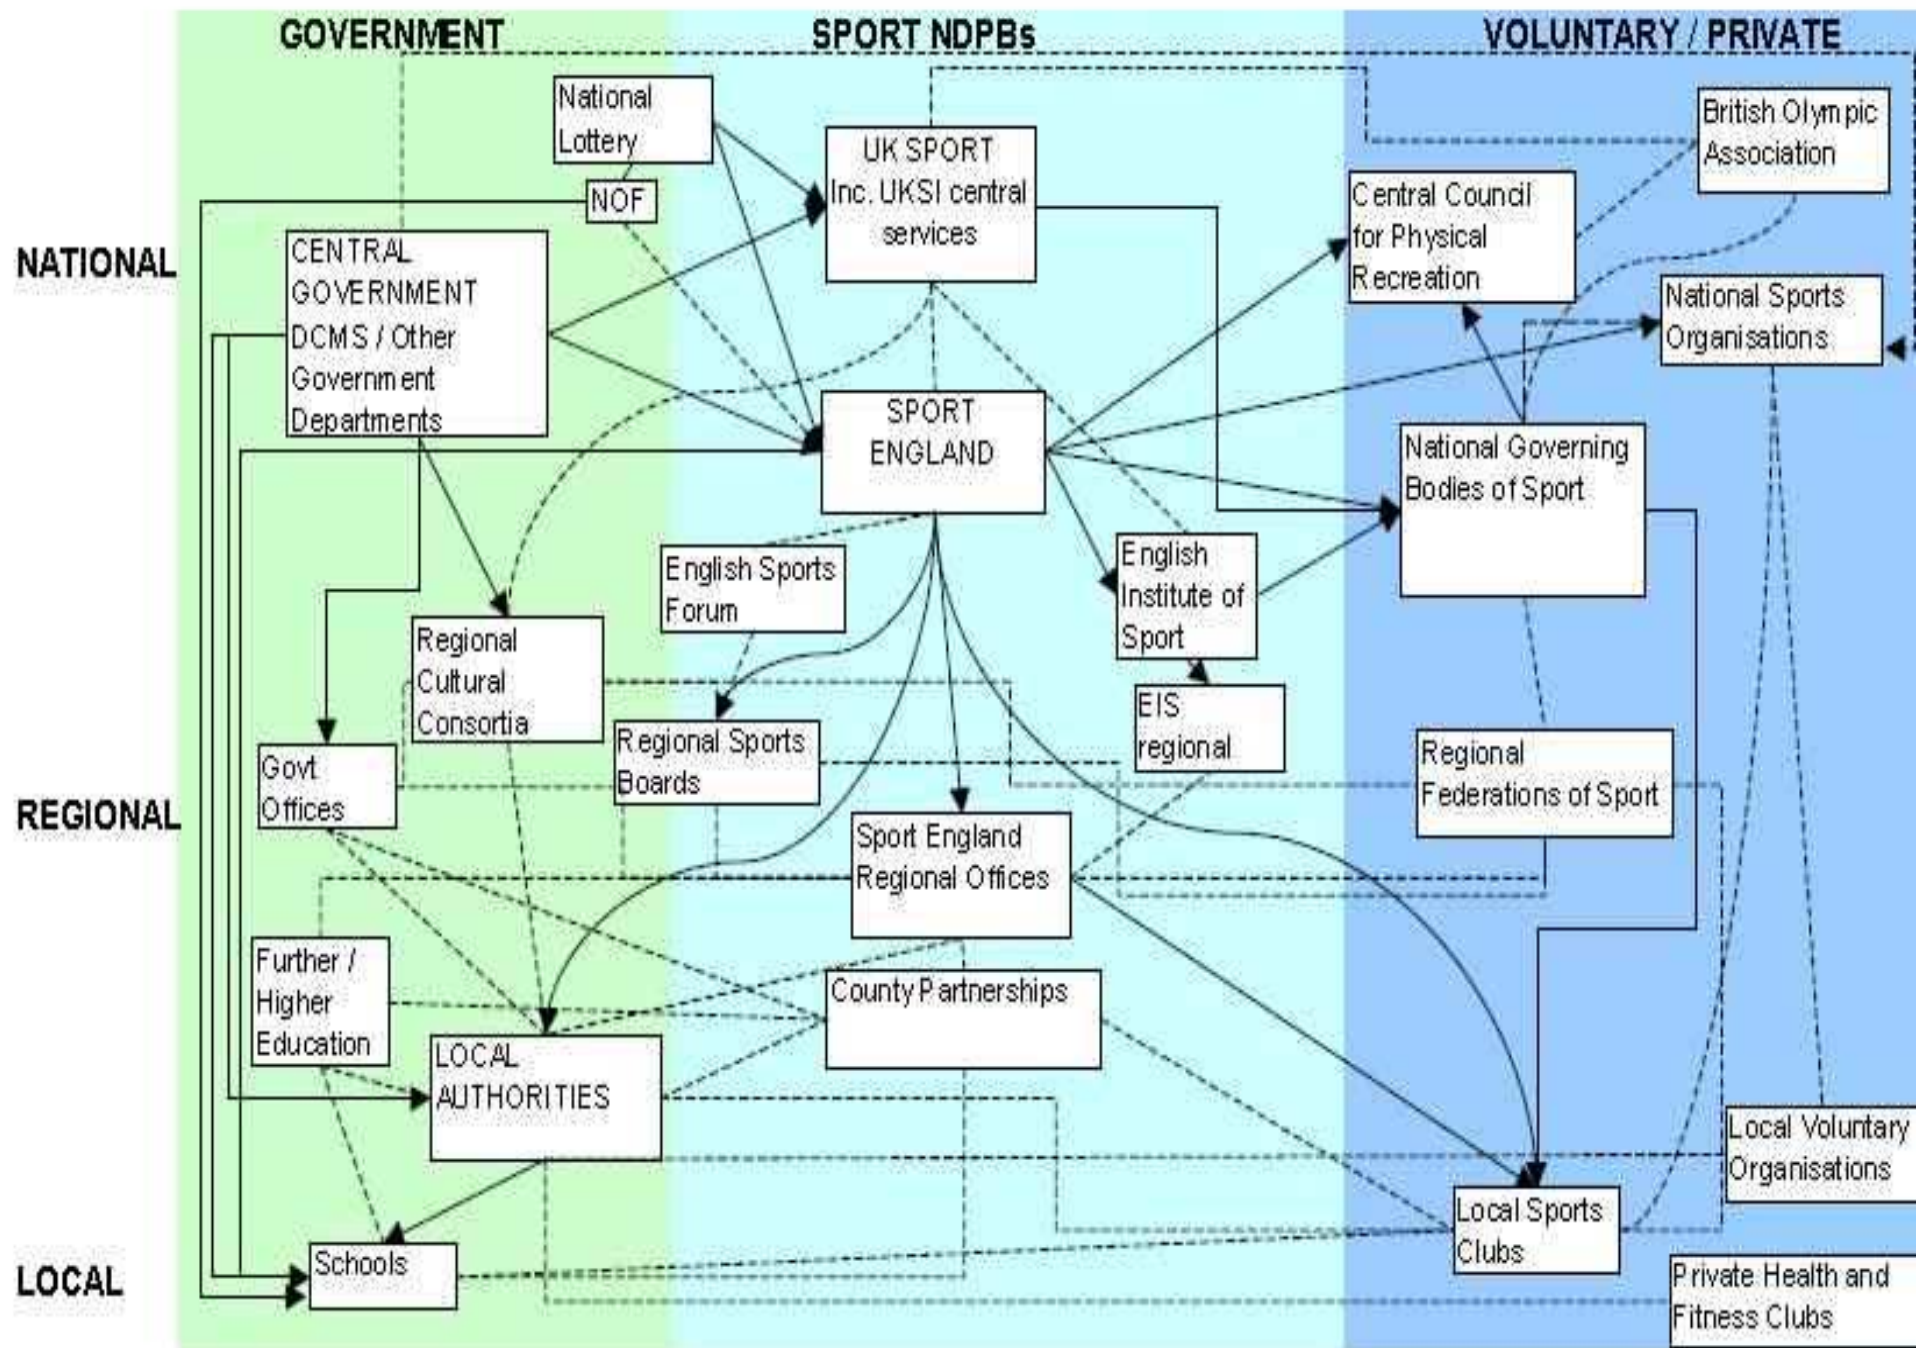 GOVERNMENT
SPORT NDPBs
VOLUNTARY / PRIVATE
NATIONAL
REGIONAL
LOCAL
National
Lottery
NOF
CENTRAL
GOVERNMENT
DCMS / Other
Government
Departments
UK SPORT
Inc. UKSI central
services
British Olympic
Association
Central Council
for Physical
Recreation
National Sports
Organisations
SPORT
ENGLAND
National Governing
Bodies of Sport
English Sports
Forum
English
Institute of
Sport
Regional
Cultural
Consortia
EIS
regional
Govt
Offices
Regional Sports
Boards
Regional
Federations of Sport
Sport England
Regional Offices
Further /
Higher
Education
County Partnerships
LOCAL
AUTHORITIES
Local Voluntary
Organisations
Local Sports
Clubs
Schools
Private Health and
Fitness Clubs